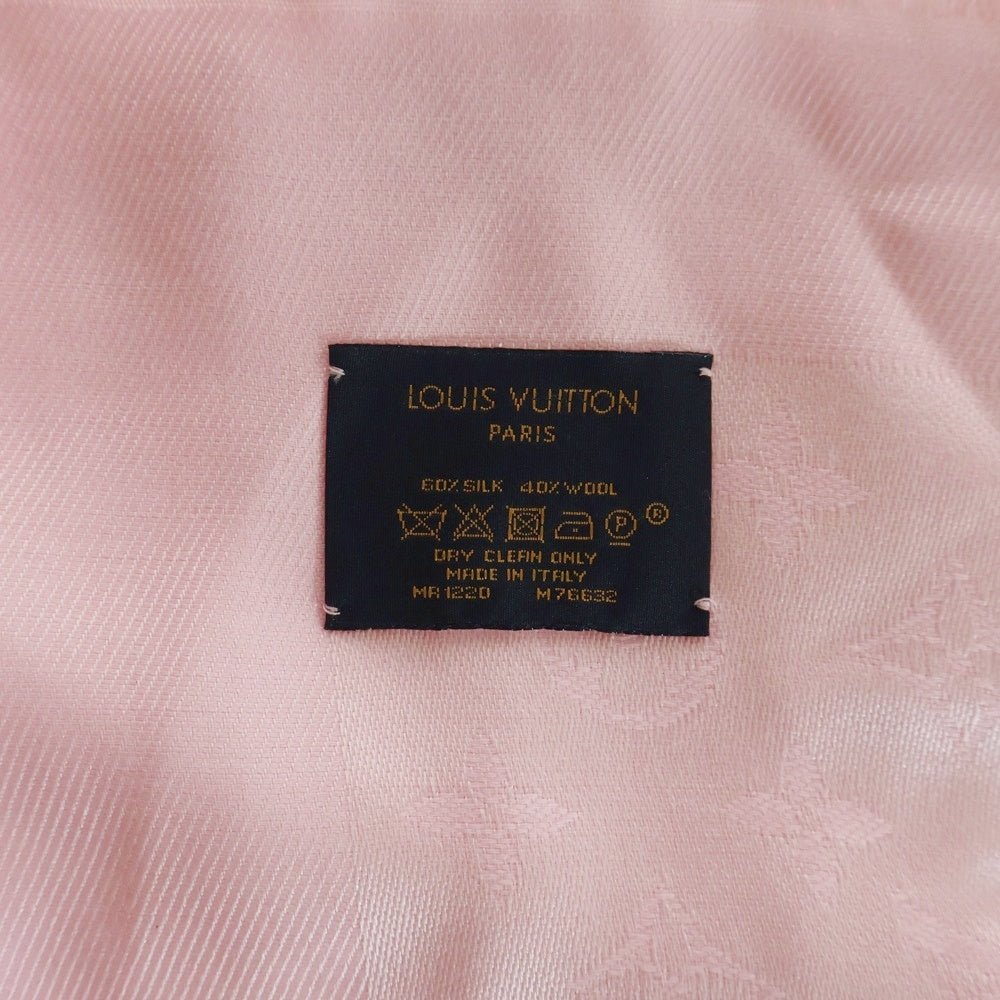 LOUIS VUITTON
PARIS
60% SILK 40% WOOL
P ®
DRY CLEAN ONLY
MADE IN ITALY
MR1220 M76632